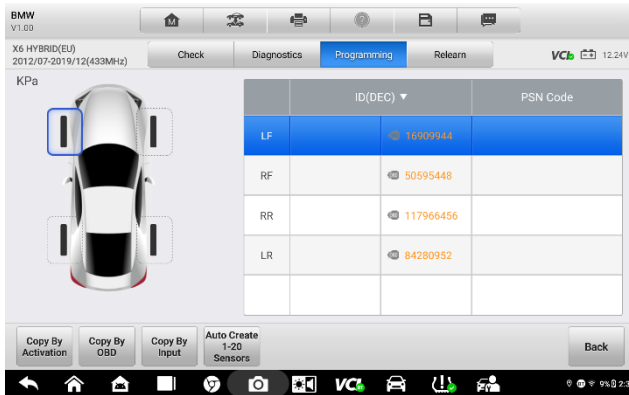 BMW
V1.00
M
X6 HYBRID(EU)
2012/07-2019/12(433MHz)
Check
Diagnostics
Programming
Relearn
VCI
12.24V
KPa
ID(DEC) ▼
PSN Code
LF
16909944
RF
50595448
RR
117966456
LR
84280952
Copy By
Activation
Copy By
OBD
Copy By
Input
Auto Create
1-20
Sensors
Back
VCI
9%